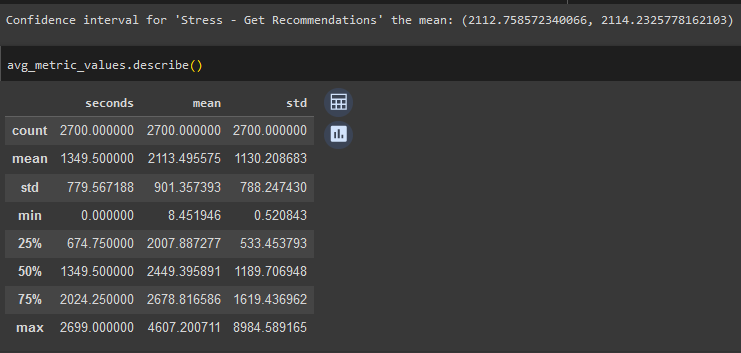 Confidence interval for 'Stress - Get Recommendations' the mean: (2112.758572340066, 2114.2325778162103)
avg_metric_values.describe()
seconds mean std
count 2700.000000 2700.000000 2700.000000
mean 1349.500000 2113.495575 1130.208683
std 779.567188 901.357393 788.247430
min 0.000000 8.451946 0.520843
25% 674.750000 2007.887277 533.453793
50% 1349.500000 2449.395891 1189.706948
75% 2024.250000 2678.816586 1619.436962
max 2699.000000 4607.200711 8984.589165